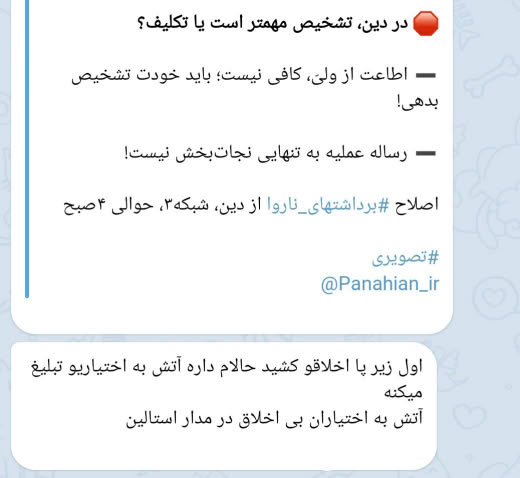 🛑 در دین، تشخیص مهمتر است یا تکلیف؟
➖ اطاعت از ولیّ، کافی نیست؛ باید خودت تشخیص
بدهی!
➖ رساله عملیه به تنهایی نجات‌بخش نیست!
اصلاح #برداشتهای_ناروا از دین، شبکه۳، حوالی ۴صبح
#تصویری
@Panahian_ir
اول زیر پا اخلاقو کشید حالام داره آتش به اختیاریو تبلیغ
میکنه
آتش به اختیاران بی اخلاق در مدار استالین